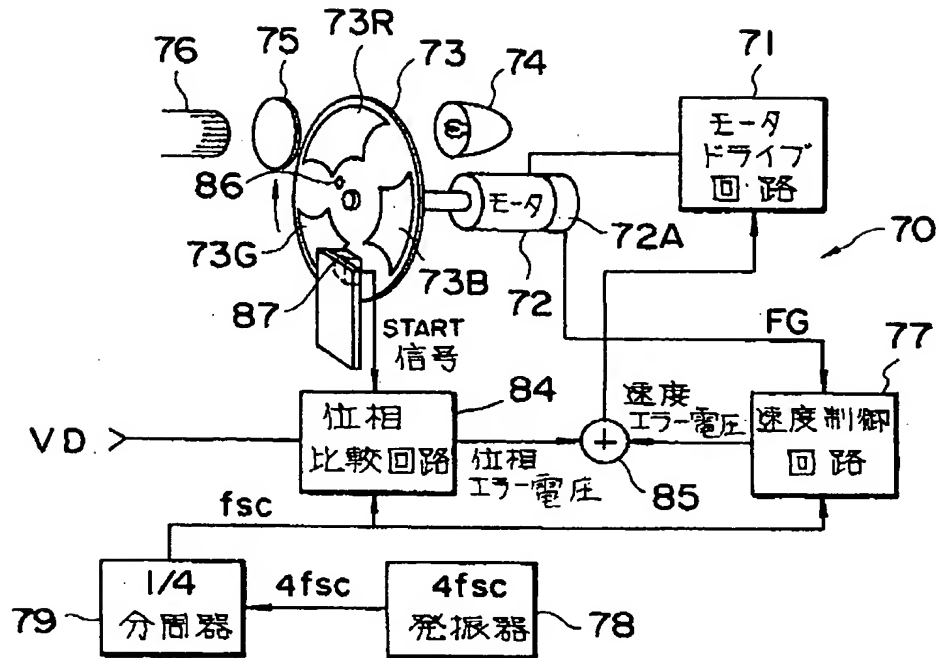 73R
75
73
76
74
71
モータ
ドライブ
回路
86
モータ
72A
70
73G
73B
72
87
START
信号
FG
77
84
速度
エラー電圧
速度制御
回路
VD
位相
比較回路
+
位相
エラー電圧
85
fsc
1/4
分周器
4fsc
4fsc
発振器
79
78